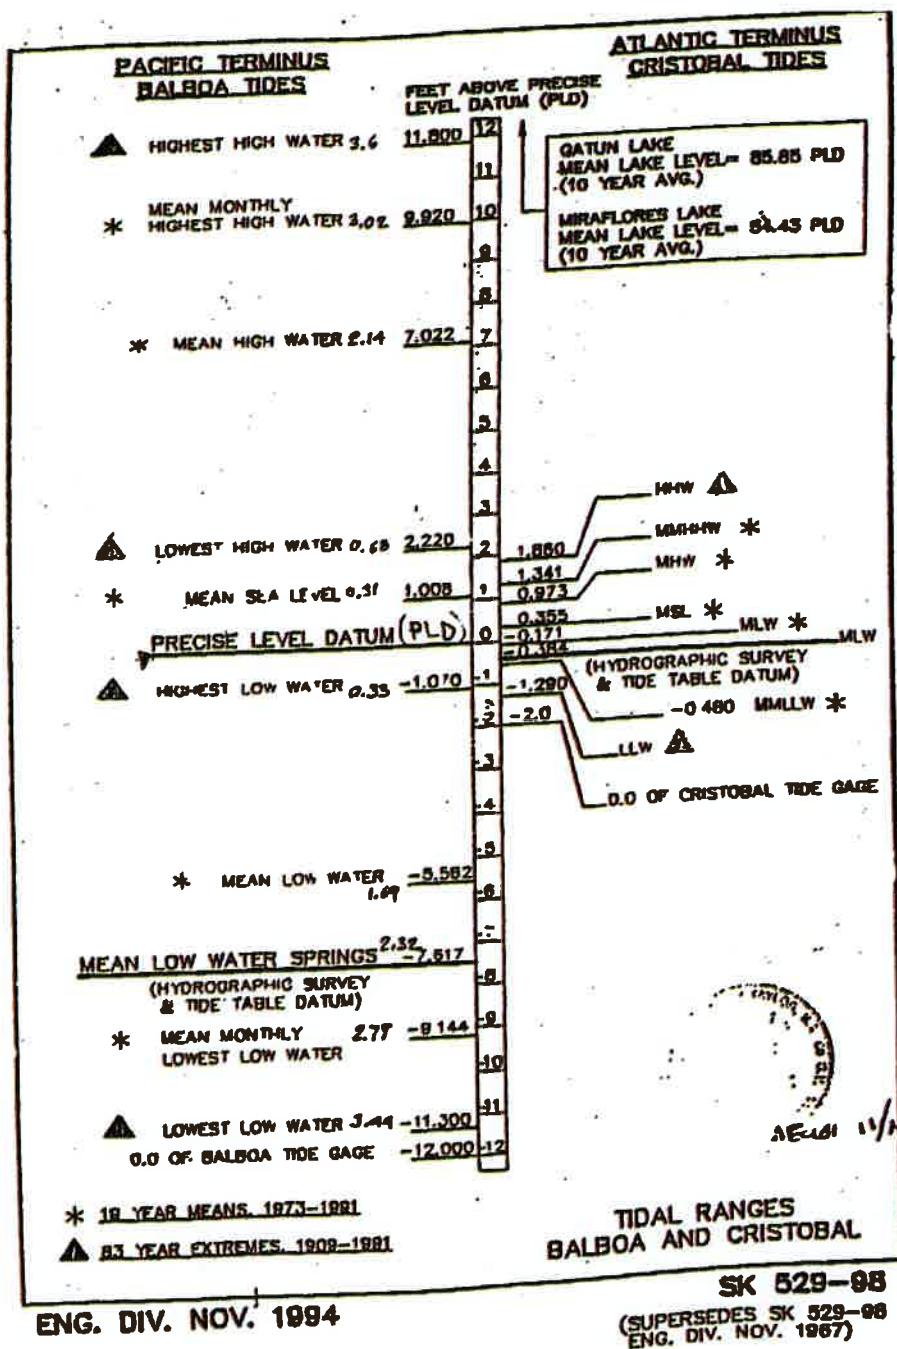 PACIFIC TERMINUS
BALBOA TIDES
ATLANTIC TERMINUS
CRISTOBAL TIDES
FEET ABOVE PRECISE
LEVEL DATUM (PLD)
HIGHEST HIGH WATER 3.6 11.800
GATUN LAKE
MEAN LAKE LEVEL= 85.85 PLD
(10 YEAR AVG.)
MIRAFLORES LAKE
MEAN LAKE LEVEL= 54.43 PLD
(10 YEAR AVG.)
MEAN MONTHLY
* HIGHEST HIGH WATER 3.02 9.920
* MEAN HIGH WATER 2.14 7.022
LOWEST HIGH WATER 0.68 2.220
* MEAN SEA LEVEL 0.31 1.008
PRECISE LEVEL DATUM (PLD)
HIGHEST LOW WATER 0.33 -1.070
* MEAN LOW WATER -5.562
1.69
MEAN LOW WATER SPRINGS 2.32 -7.617
(HYDROGRAPHIC SURVEY
& TIDE TABLE DATUM)
* MEAN MONTHLY 2.79 -9.144
LOWEST LOW WATER
LOWEST LOW WATER 3.44 -11.300
0.0 OF BALBOA TIDE GAGE -12.000
12
11
10
9
8
7
6
5
4
3
2
1
0
-1
-2
-3
-4
-5
-6
-7
-8
-9
-10
-11
-12
HHW
1.860
MMHHW *
1.341
MHW *
0.973
MSL *
0.355
MLW *
-0.171
MLW
-0.384
(HYDROGRAPHIC SURVEY
& TIDE TABLE DATUM)
-1.290
-0.480 MMLLW *
-2.0
LLW
0.0 OF CRISTOBAL TIDE GAGE
* 19 YEAR MEANS, 1973-1991
83 YEAR EXTREMES, 1909-1991
TIDAL RANGES
BALBOA AND CRISTOBAL
ENG. DIV. NOV. 1994
SK 529-98
(SUPERSEDES SK 529-98
ENG. DIV. NOV. 1967)